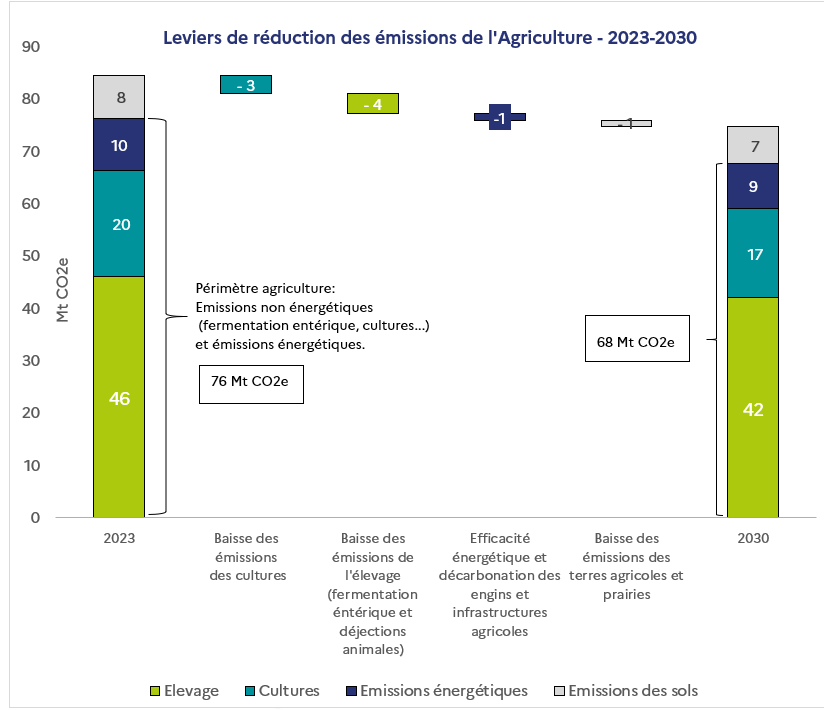 Leviers de réduction des émissions de l'Agriculture - 2023-2030
90
80
70
60
50
40
30
20
10
0
Mt CO2e
8
10
20
46
- 3
- 4
-1
- 1
7
9
17
42
Périmètre agriculture:
Emissions non énergétiques
(fermentation entérique, cultures...)
et émissions énergétiques.
76 Mt CO2e
68 Mt CO2e
2023
Baisse des
émissions
des cultures
Baisse des
émissions de
l'élevage
(fermentation
éntérique et
déjections
animales)
Efficacité
énergétique et
décarbonation des
engins et
infrastructures
agricoles
Baisse des
émissions des
terres agricoles et
prairies
2030
Elevage
Cultures
Emissions énergétiques
Emissions des sols